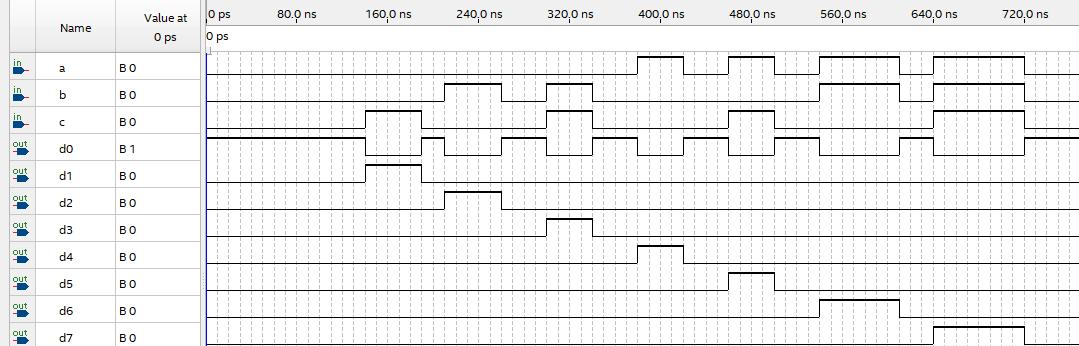 Name
Value at
0 ps
0 ps
80.0 ns
160.0 ns
240.0 ns
320.0 ns
400.0 ns
480.0 ns
560.0 ns
640.0 ns
720.0 ns
0 ps
in
a
B 0
in
b
B 0
in
c
B 0
out
d0
B 1
out
d1
B 0
out
d2
B 0
out
d3
B 0
out
d4
B 0
out
d5
B 0
out
d6
B 0
out
d7
B 0